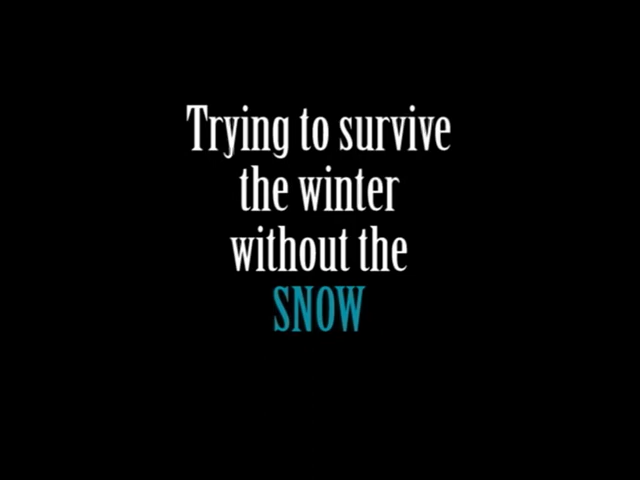 Trying to survive
the winter
without the
SNOW